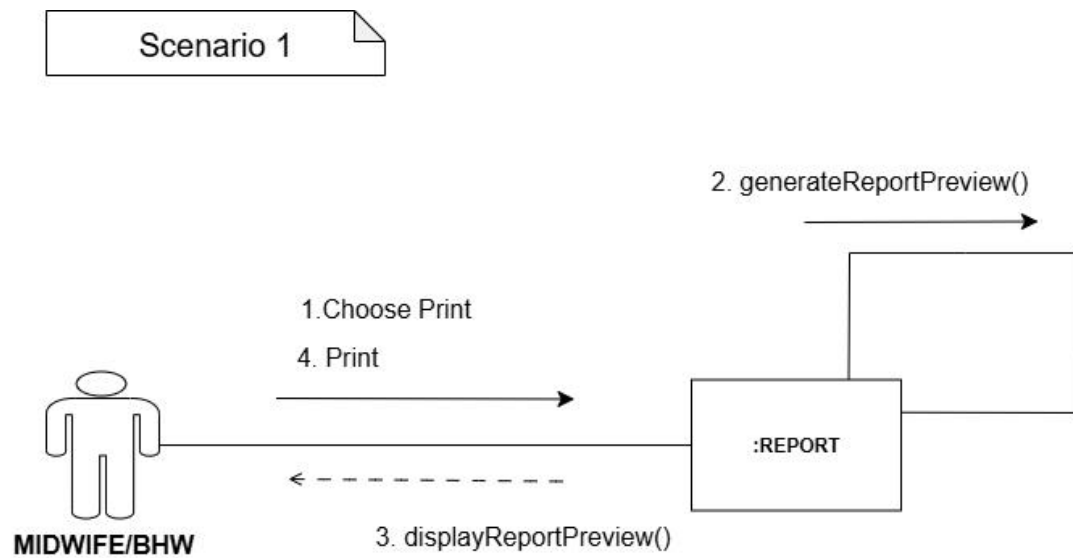 Scenario 1
2. generateReportPreview()
1.Choose Print
4. Print
:REPORT
3. displayReportPreview()
MIDWIFE/BHW